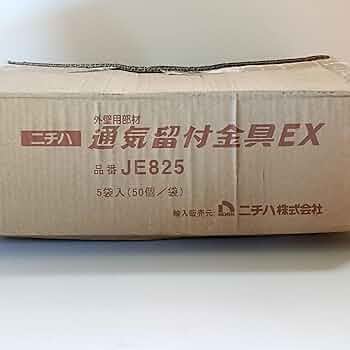 外壁用部材
ニチハ 通気留付金具EX
品番 JE825
5袋入(50個/袋)
輸入販売元 ニチハ株式会社